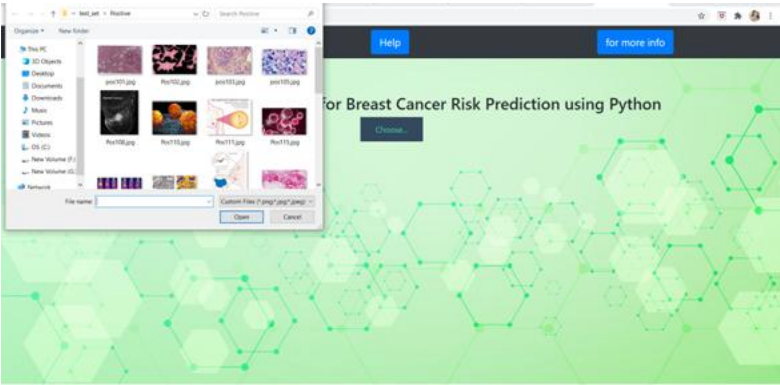 test_set
Positive
Search Positive
Organize
New folder
Help
for more info
This PC
3D Objects
Desktop
Documents
Downloads
Music
Pictures
Videos
OS (C:)
New Volume
New Volume (G:
Network
pos101.jpg
Pos102.jpg
pos103.jpg
pos105.jpg
Pos108.jpg
Pos110.jpg
Pos111.jpg
Pos113.jpg
for Breast Cancer Risk Prediction using Python
Choose...
File name:
Custom Files (*.png;*.jpg;*.jpeg)
Open
Cancel